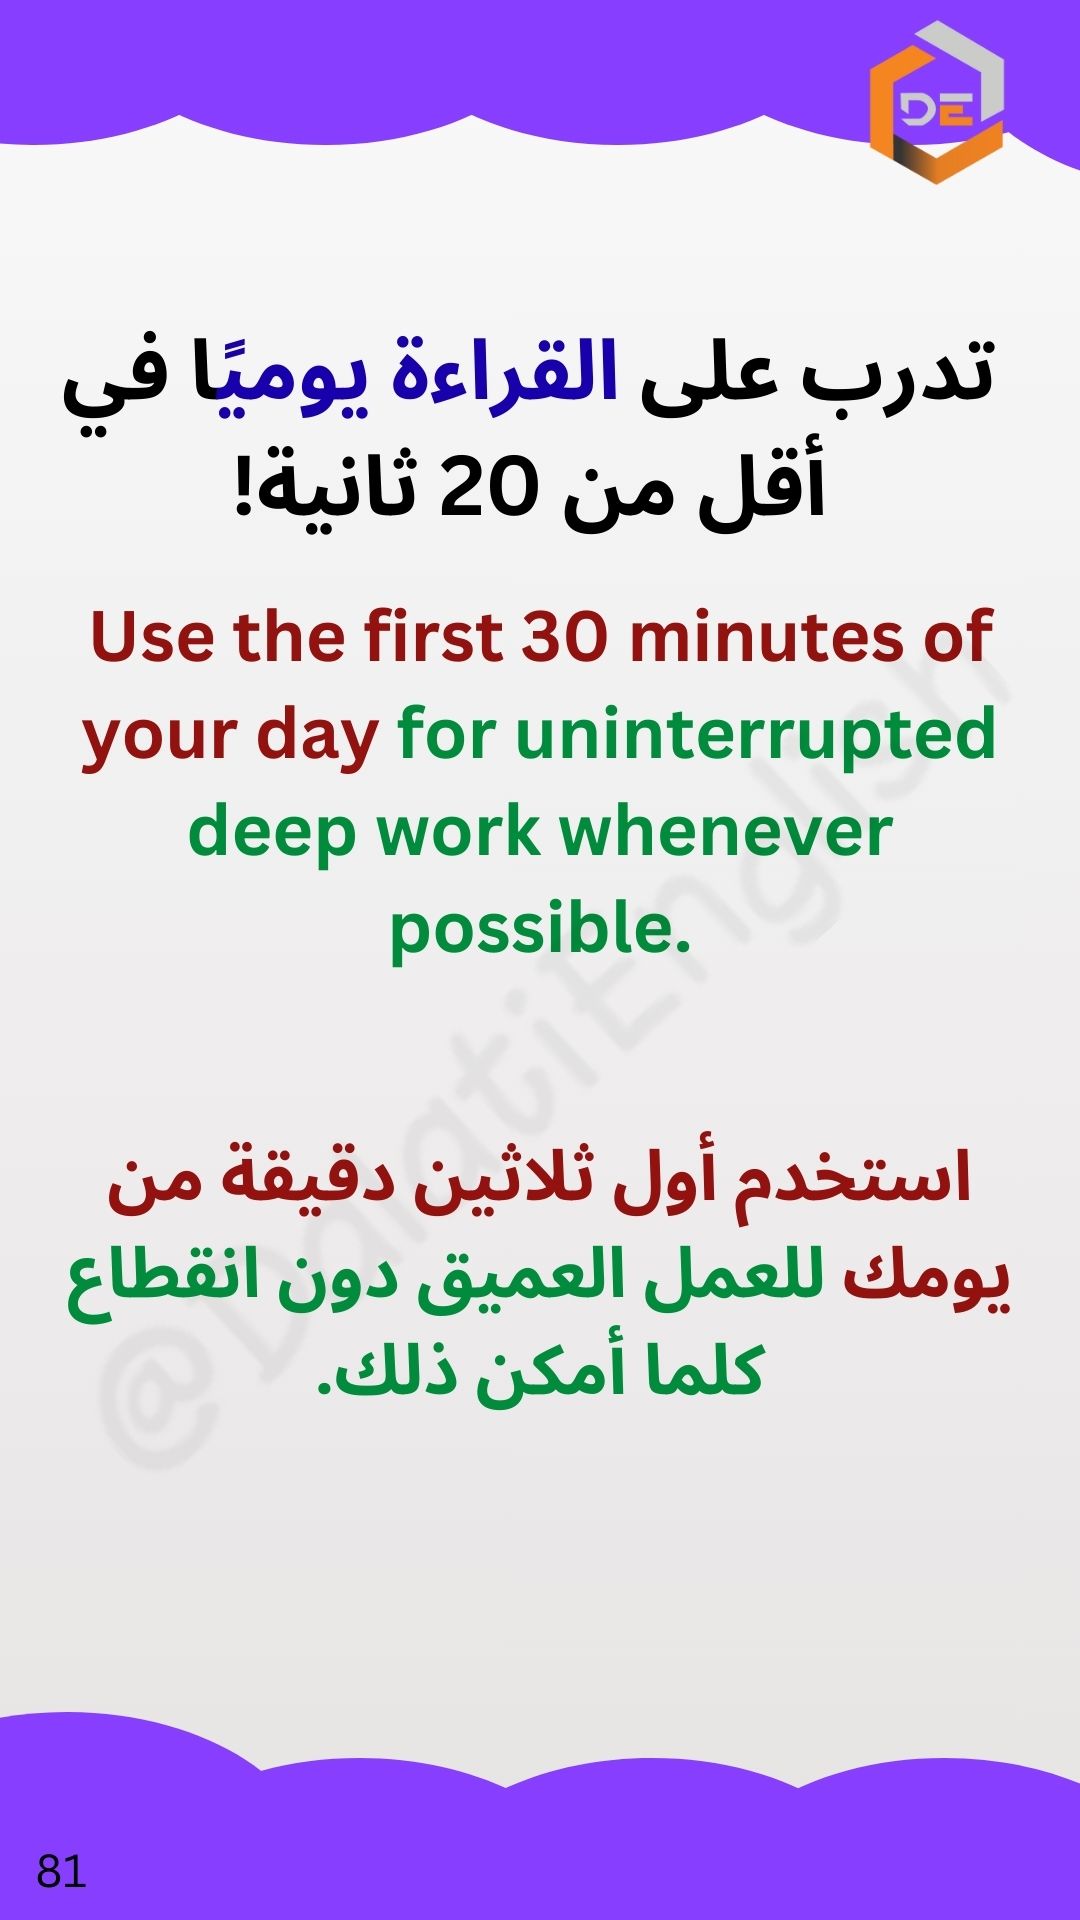 DE
تدرب على القراءة يوميًا في
أقل من 20 ثانية!
Use the first 30 minutes of
your day for uninterrupted
deep work whenever
possible.
استخدم أول ثلاثين دقيقة من
يومك للعمل العميق دون انقطاع
كلما أمكن ذلك.
@DalatiEnglish
81